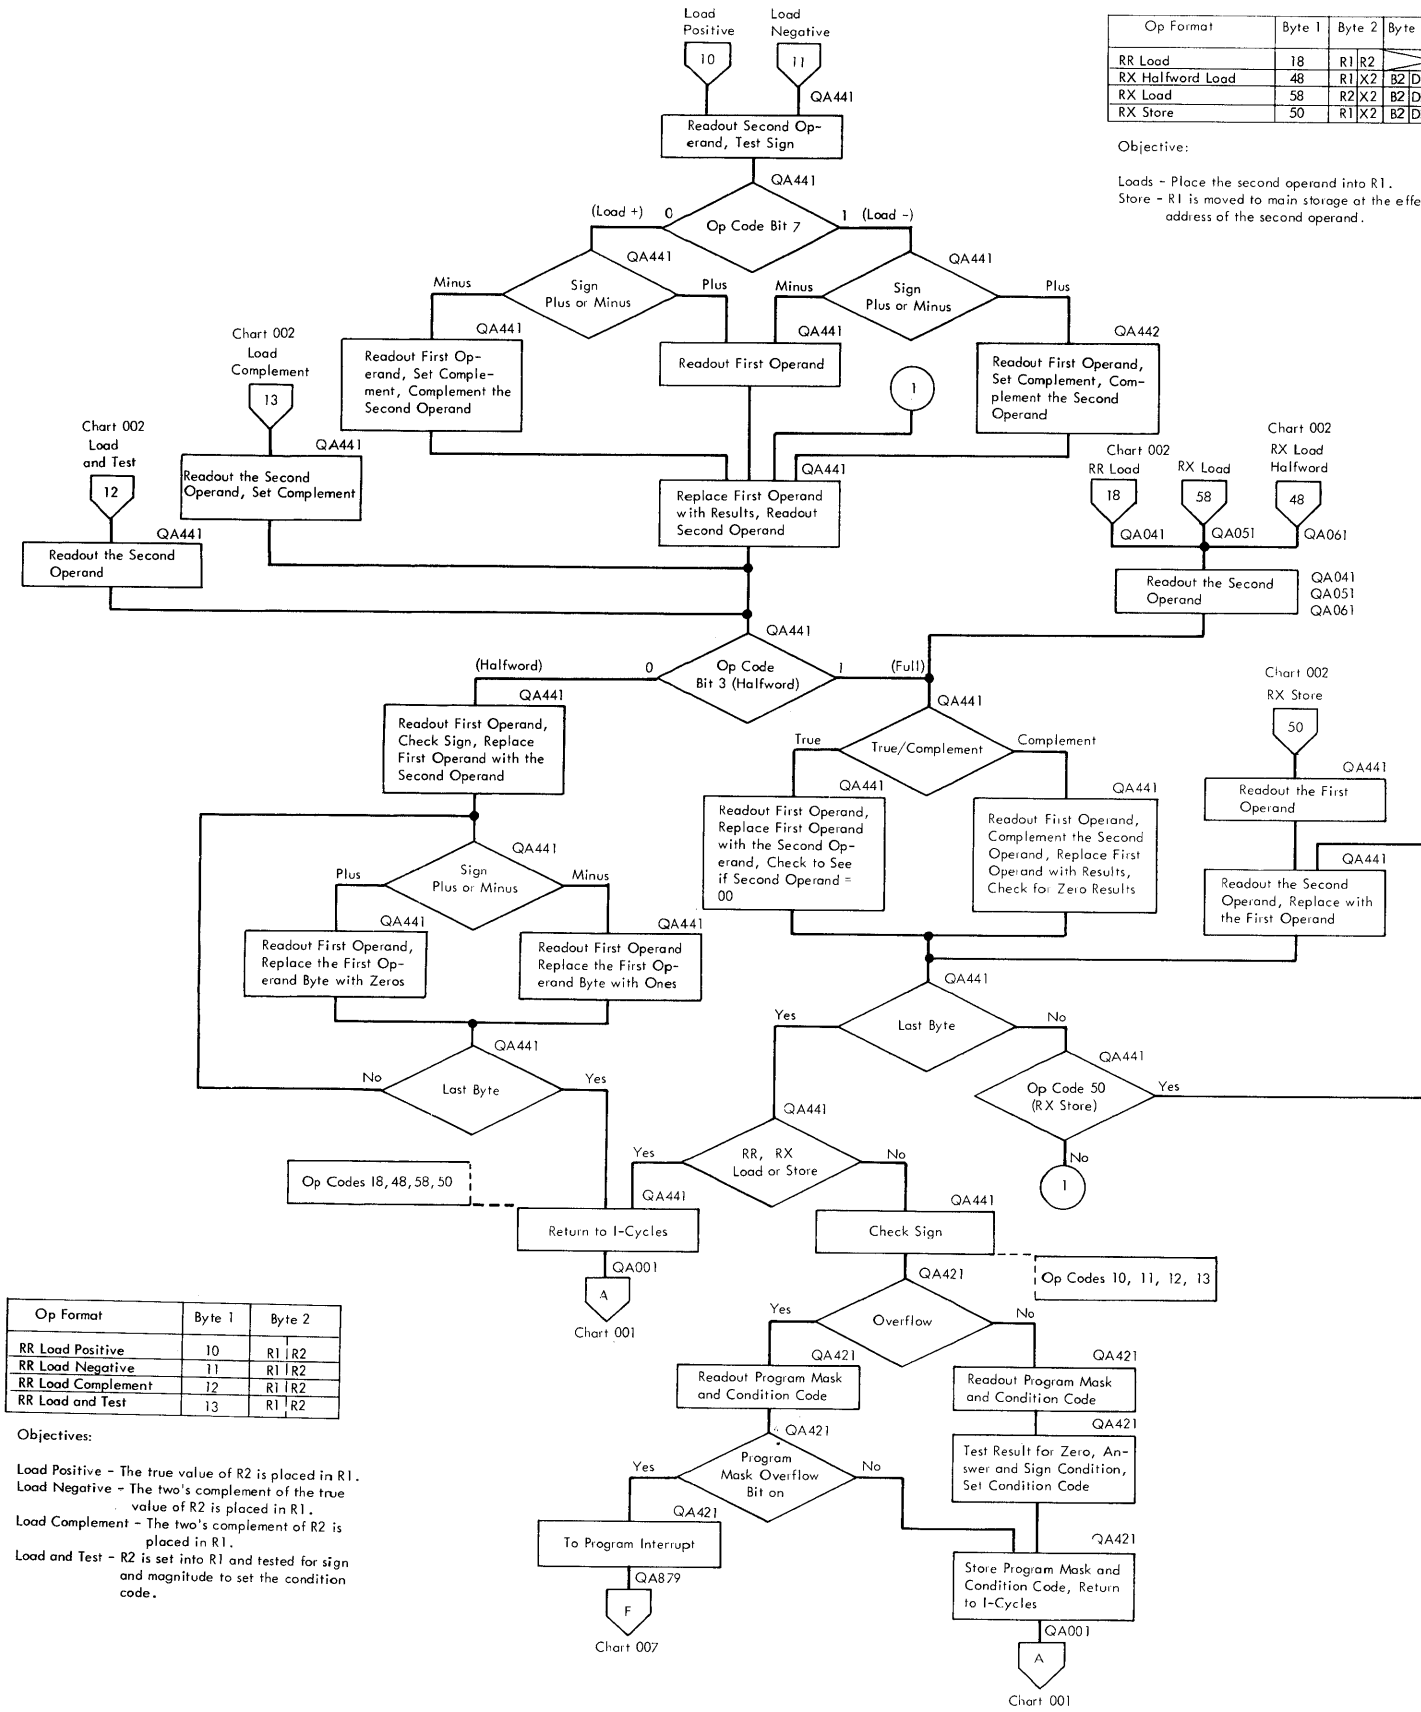 Load
Positive
Load
Negative
10
11
QA441
Readout Second Op-
erand, Test Sign
QA441
(Load +)
0
Op Code Bit 7
1
(Load -)
QA441
Sign
Plus or Minus
Minus
Plus
QA441
Sign
Plus or Minus
Minus
Plus
QA441
Readout First Op-
erand, Set Comple-
ment, Complement the
Second Operand
QA441
Readout First Operand
QA442
Readout First Operand,
Set Complement, Com-
plement the Second
Operand
1
Chart 002
Load
Complement
13
QA441
Readout the Second
Operand, Set Complement
Chart 002
Load
and Test
12
QA441
Readout the Second
Operand
QA441
Replace First Operand
with Results, Readout
Second Operand
Op Format
Byte 1
Byte 2
Byte
RR Load
18
R1 R2
RX Halfword Load
48
R1 X2
B2 D
RX Load
58
R2 X2
B2 D
RX Store
50
R1 X2
B2 D
Objective:
Loads - Place the second operand into R1.
Store - R1 is moved to main storage at the effe
address of the second operand.
Chart 002
RR Load
RX Load
Chart 002
RX Load
Halfword
18
58
48
QA041
QA051
QA061
Readout the Second
Operand
QA041
QA051
QA061
QA441
(Halfword)
0
Op Code
Bit 3 (Halfword)
1
(Full)
QA441
Readout First Operand,
Check Sign, Replace
First Operand with the
Second Operand
QA441
Sign
Plus or Minus
Plus
Minus
QA441
Readout First Operand,
Replace the First Op-
erand Byte with Zeros
QA441
Readout First Operand
Replace the First Op-
erand Byte with Ones
QA441
Last Byte
No
Yes
QA441
True
True/Complement
Complement
QA441
Readout First Operand,
Replace First Operand
with the Second Op-
erand, Check to See
if Second Operand =
00
QA441
Readout First Operand,
Complement the Second
Operand, Replace First
Operand with Results,
Check for Zero Results
Chart 002
RX Store
50
QA441
Readout the First
Operand
QA441
Readout the Second
Operand, Replace with
the First Operand
QA441
Yes
Last Byte
No
QA441
Op Code 50
(RX Store)
Yes
No
1
QA441
RR, RX
Load or Store
Yes
No
Op Codes 18,48,58,50
QA441
Return to I-Cycles
QA001
A
Chart 001
QA441
Check Sign
Op Codes 10, 11, 12, 13
QA421
Yes
Overflow
No
QA421
Readout Program Mask
and Condition Code
QA421
Readout Program Mask
and Condition Code
QA421
Program
Mask Overflow
Bit on
Yes
No
QA421
Test Result for Zero, An-
swer and Sign Condition,
Set Condition Code
QA421
To Program Interrupt
QA879
F
Chart 007
QA421
Store Program Mask and
Condition Code, Return
to I-Cycles
QA001
A
Chart 001
Op Format
Byte 1
Byte 2
RR Load Positive
10
R1 R2
RR Load Negative
11
R1 R2
RR Load Complement
12
R1 R2
RR Load and Test
13
R1 R2
Objectives:
Load Positive - The true value of R2 is placed in R1.
Load Negative - The two's complement of the true
value of R2 is placed in R1.
Load Complement - The two's complement of R2 is
placed in R1.
Load and Test - R2 is set into R1 and tested for sign
and magnitude to set the condition
code.